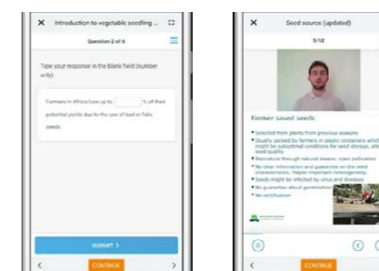 Introduction to vegetable seedling ...
Question 2 of 6
Type your response in the blank field (number
only).
Farmers in Africa lose up to % of their
potential yields due to the use of bad or fake
seeds.
SUBMIT >
CONTINUE
Seed source (updated)
5/12
Farmer saved seeds
Selected from plants from previous seasons
Usually packed by farmers in plastic containers which
might be suboptimal conditions for seed storage,
seed quality
Reproduce through natural means: open pollination
No clear information and guarantee on the seed
characteristics. Maybe important heterogeneity.
Seeds might be infected by virus and diseases
No guarantee about germination
No certification
CONTINUE